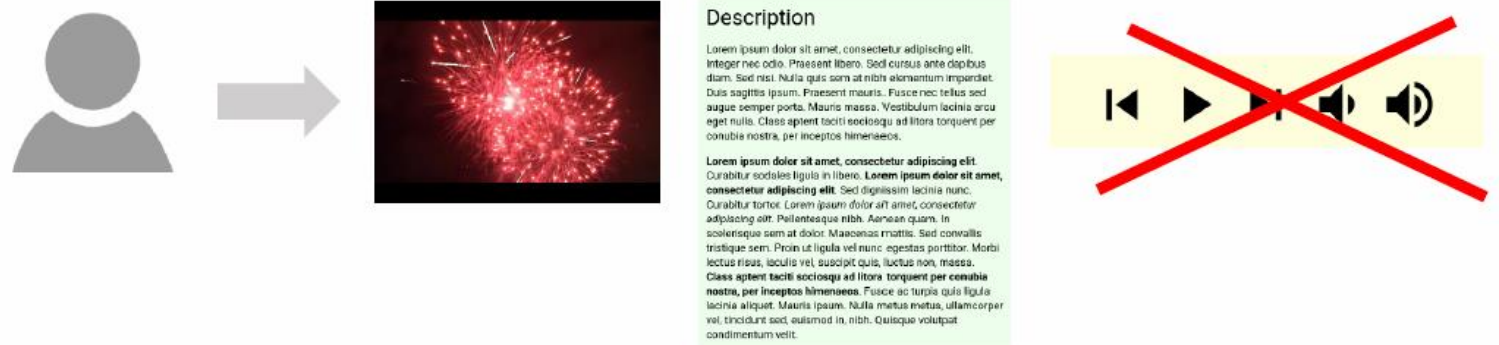 Description
Lorem ipsum dolor sit amet, consectetur adipiscing elit.
Integer nec odio. Praesent libero. Sed cursus ante dapibus
diam. Sed nisi. Nulla quis sem at nibh elementum imperdiet.
Duis sagittis ipsum. Praesent mauris. Fusce nec tellus sed
augue semper porta. Mauris massa. Vestibulum lacinia arcu
eget nulla. Class aptent taciti sociosqu ad litora torquent per
conubia nostra, per inceptos himenaeos.
Lorem ipsum dolor sit amet, consectetur adipiscing elit.
Curabitur sodales ligula in libero. Lorem ipsum dolor sit amet,
consectetur adipiscing elit. Sed dignissim lacinia nunc.
Curabitur tortor. Lorem ipsum dolor sit amet, consectetur
adipiscing elit. Pellentesque nibh. Aenean quam. In
scelerisque sem at dolor. Maecenas mattis. Sed convallis
tristique sem. Proin ut ligula vel nunc egestas porttitor. Morbi
lectus risus, iaculis vel, suscipit quis, luctus non, massa.
Class aptent taciti sociosqu ad litora torquent per conubia
nostra, per inceptos himenaeos. Fusce ac turpis quis ligula
lacinia aliquet. Mauris ipsum. Nulla metus metus, ullamcorper
vel, tincidunt sed, euismod in, nibh. Quisque volutpat
condimentum velit.